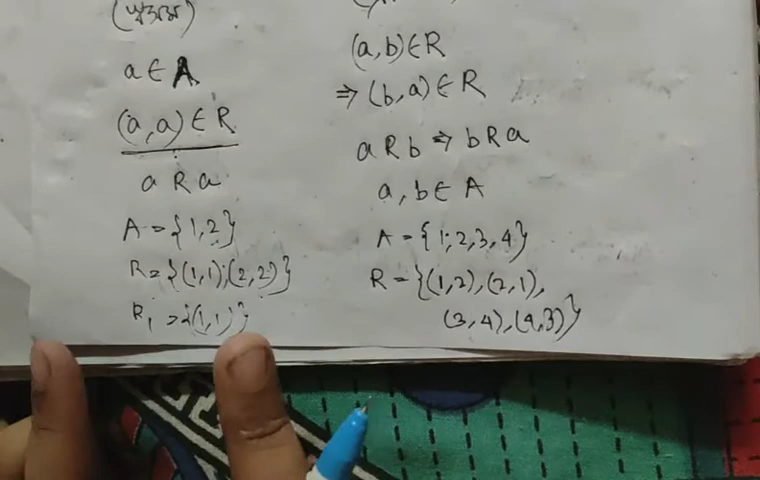 a ∈ A
(a, a) ∈ R
a R a
A = {1, 2}
R = {(1, 1), (2, 2)}
R₁ = {(1, 1)}
(a, b) ∈ R
⇒ (b, a) ∈ R
a R b ⇒ b R a
a, b ∈ A
A = {1, 2, 3, 4}
R = {(1, 2), (2, 1),
(3, 4), (4, 3)}